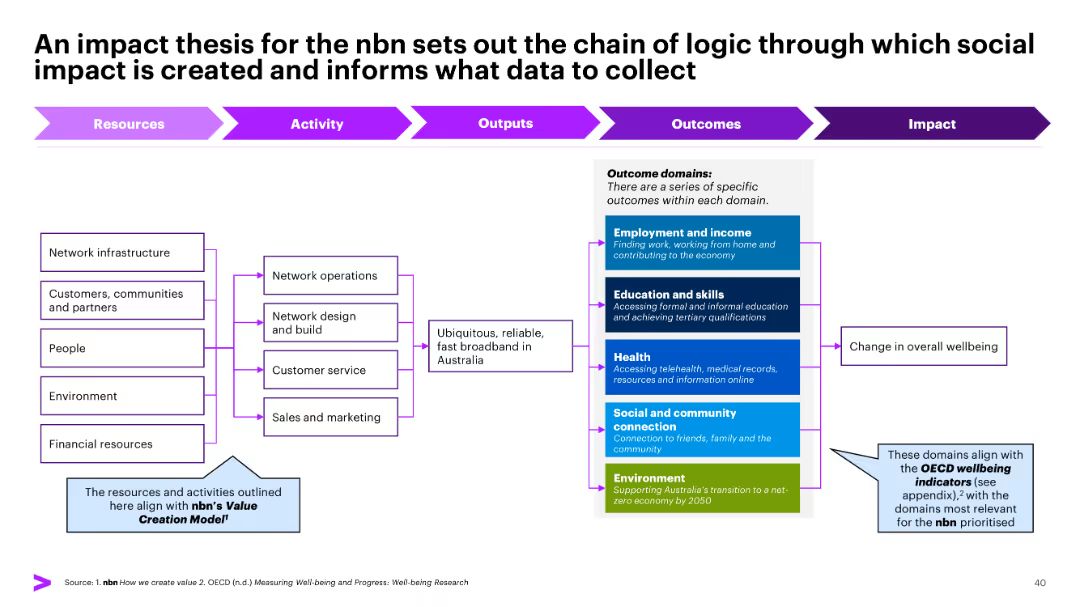 An impact thesis for the nbn sets out the chain of logic through which social
impact is created and informs what data to collect
Resources
Activity
Outputs
Outcomes
Impact
Outcome domains:
There are a series of specific
outcomes within each domain.
Network infrastructure
Customers, communities
and partners
People
Environment
Financial resources
Network operations
Network design
and build
Customer service
Sales and marketing
Ubiquitous, reliable,
fast broadband in
Australia
Employment and income
Finding work, working from home and
contributing to the economy
Education and skills
Accessing formal and informal education
and achieving tertiary qualifications
Health
Accessing telehealth, medical records,
resources and information online
Social and community
connection
Connection to friends, family and the
community
Environment
Supporting Australia's transition to a net-
zero economy by 2050
Change in overall wellbeing
The resources and activities outlined
here align with nbn's Value
Creation Model¹
These domains align with
the OECD wellbeing
indicators (see
appendix),² with the
domains most relevant
for the nbn prioritised
Source: 1. nbn How we create value 2. OECD (n.d.) Measuring Well-being and Progress: Well-being Research
40